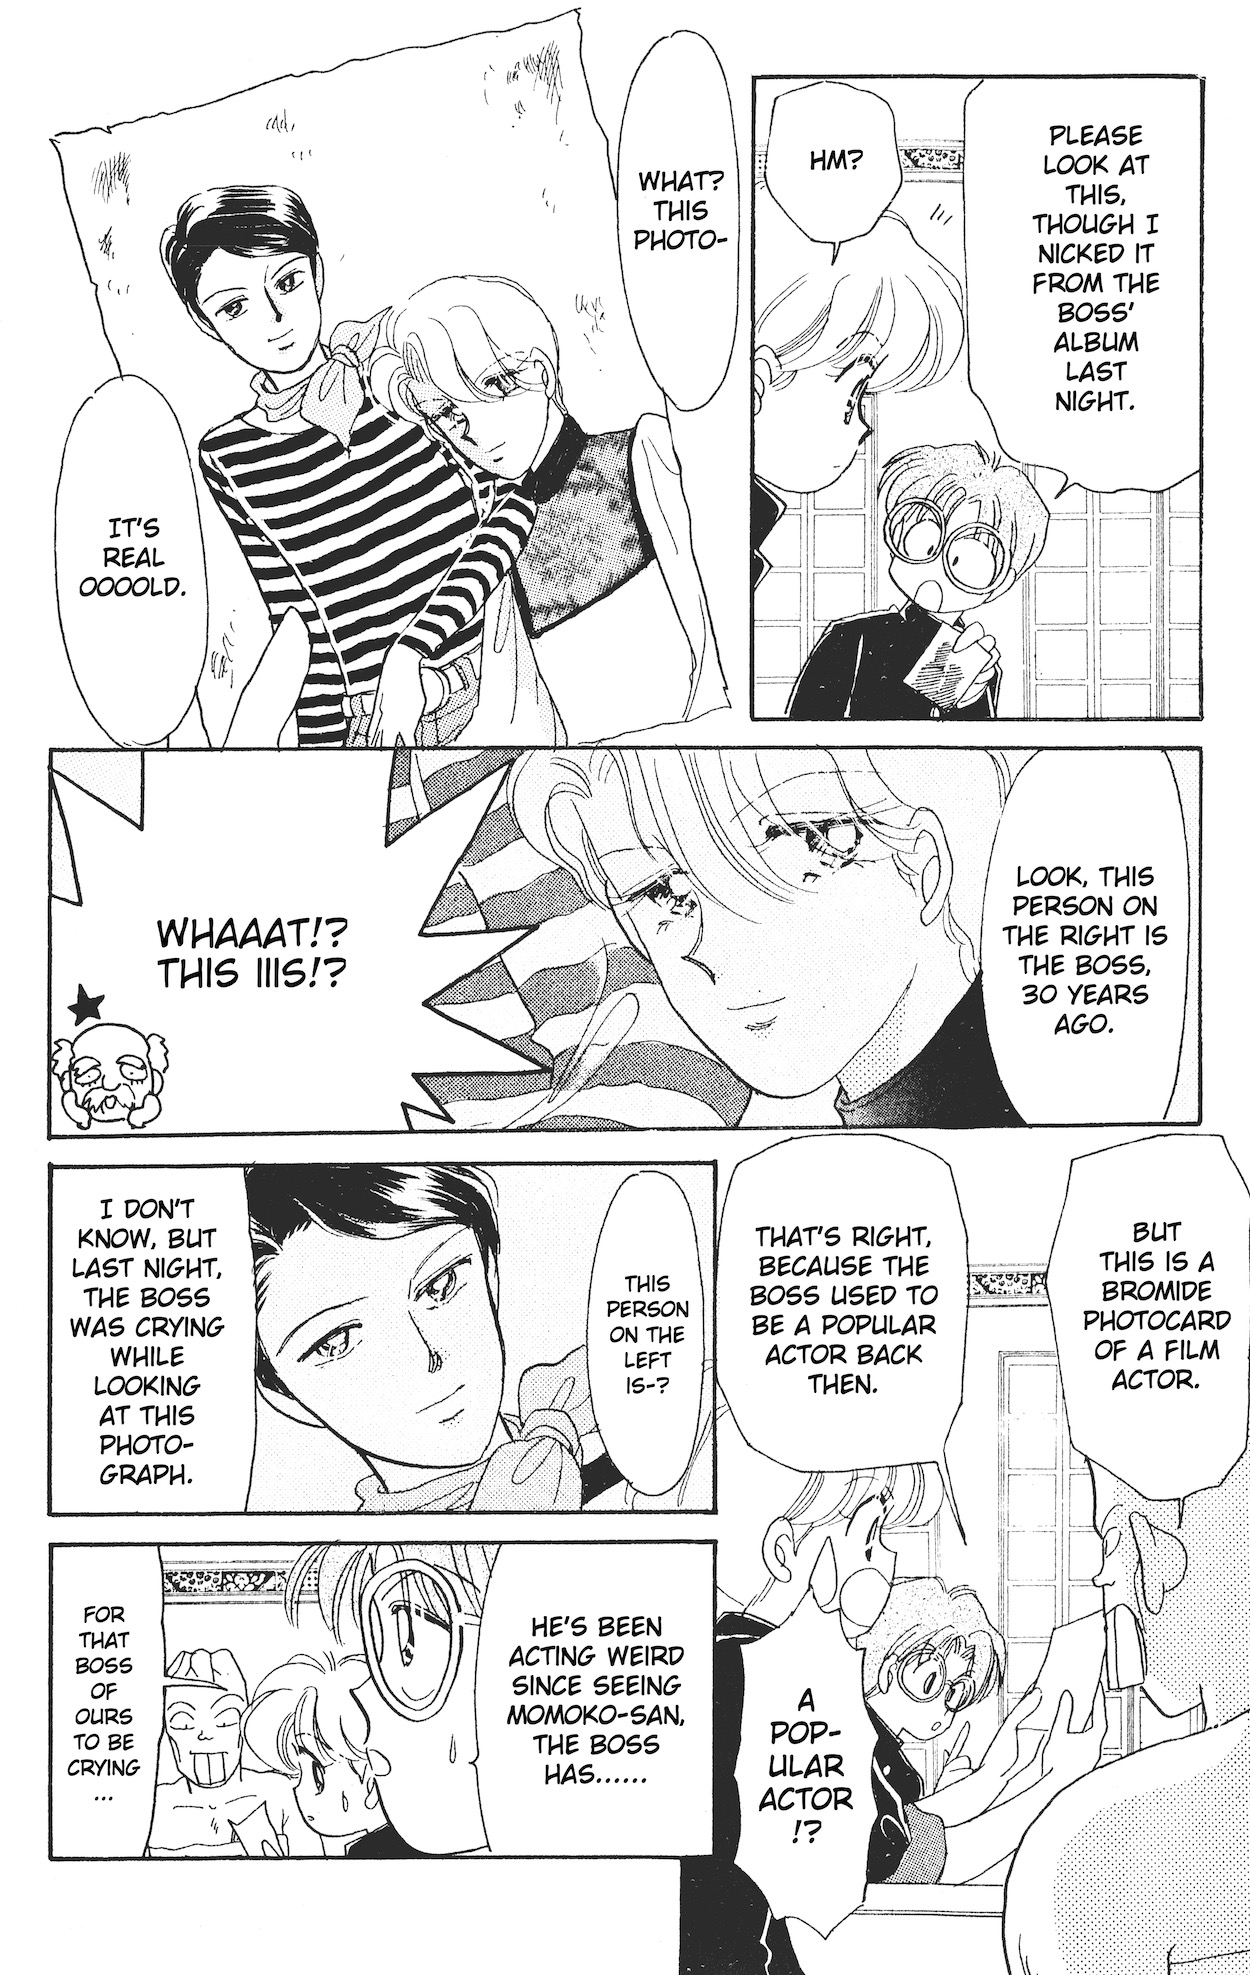 PLEASE
LOOK AT
THIS,
THOUGH I
NICKED IT
FROM THE
BOSS'
ALBUM
LAST
NIGHT.
HM?
WHAT?
THIS
PHOTO-
IT'S
REAL
OOOOLD.
LOOK, THIS
PERSON ON
THE RIGHT IS
THE BOSS,
30 YEARS
AGO.
WHAAAT!?
THIS IIIS!?
BUT
THIS IS A
BROMIDE
PHOTOCARD
OF A FILM
ACTOR.
THAT'S RIGHT,
BECAUSE THE
BOSS USED TO
BE A POPULAR
ACTOR BACK
THEN.
A
POP-
ULAR
ACTOR
!?
THIS
PERSON
ON THE
LEFT
IS-?
I DON'T
KNOW, BUT
LAST NIGHT,
THE BOSS
WAS CRYING
WHILE
LOOKING
AT THIS
PHOTO-
GRAPH.
HE'S BEEN
ACTING WEIRD
SINCE SEEING
MOMOKO-SAN,
THE BOSS
HAS......
FOR
THAT
BOSS
OF
OURS
TO BE
CRYING
...